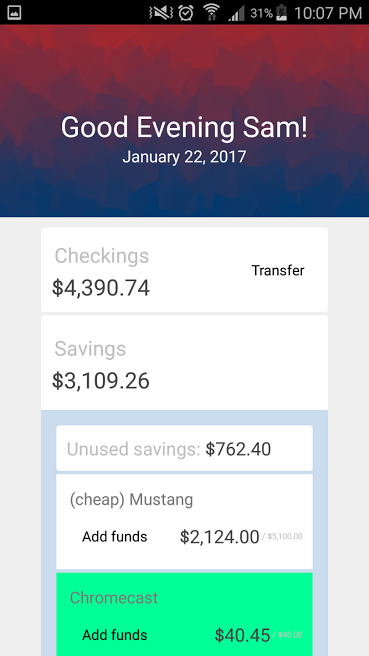 31% 10:07 PM
Good Evening Sam!
January 22, 2017
Checkings
$4,390.74
Transfer
Savings
$3,109.26
Unused savings: $762.40
(cheap) Mustang
Add funds $2,124.00 / $5,100.00
Chromecast
Add funds $40.45 / $40.00